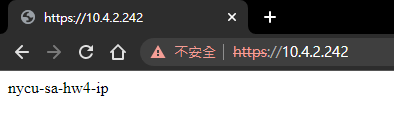 https://10.4.2.242
不安全 | https://10.4.2.242
nycu-sa-hw4-ip